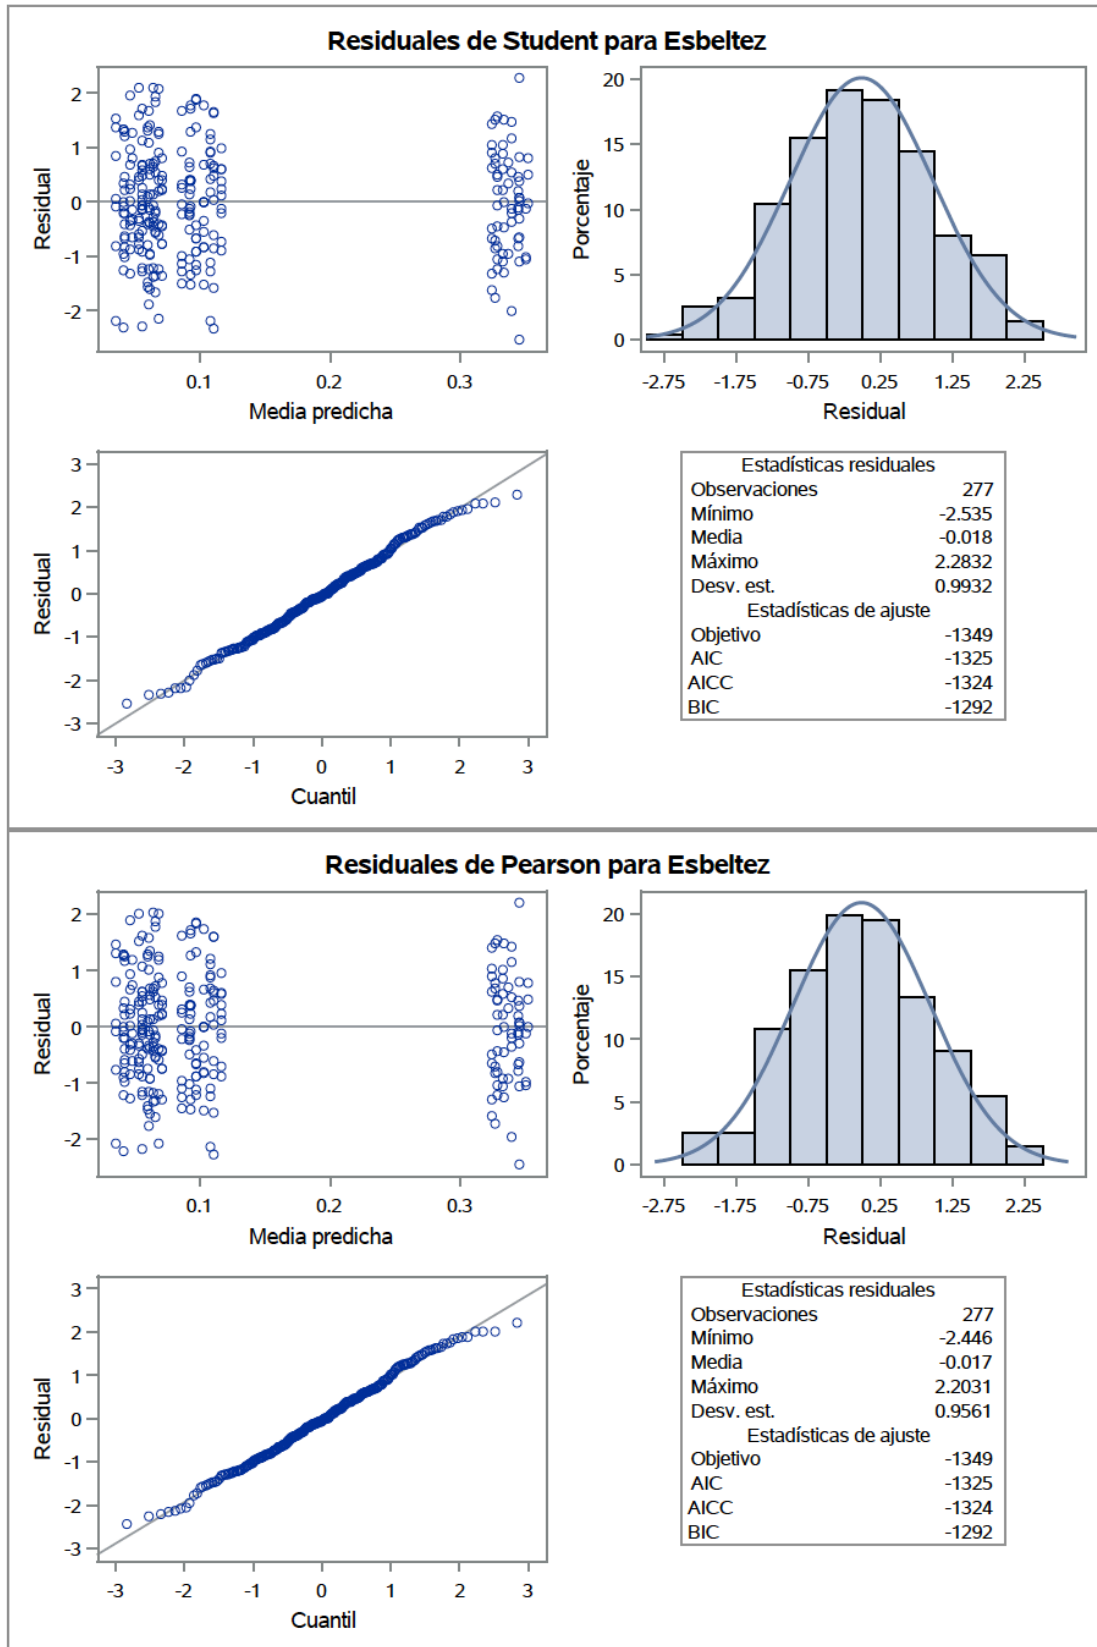 Residuales de Student para Esbeltez
2
1
0
-1
-2
Residual
0.1 0.2 0.3
Media predicha
20
15
10
5
0
Porcentaje
-2.75 -1.75 -0.75 0.25 1.25 2.25
Residual
3
2
1
0
-1
-2
-3
Residual
-3 -2 -1 0 1 2 3
Cuantil
Estadísticas residuales
Observaciones 277
Mínimo -2.535
Media -0.018
Máximo 2.2832
Desv. est. 0.9932
Estadísticas de ajuste
Objetivo -1349
AIC -1325
AICC -1324
BIC -1292
Residuales de Pearson para Esbeltez
2
1
0
-1
-2
Residual
0.1 0.2 0.3
Media predicha
20
15
10
5
0
Porcentaje
-2.75 -1.75 -0.75 0.25 1.25 2.25
Residual
3
2
1
0
-1
-2
-3
Residual
-3 -2 -1 0 1 2 3
Cuantil
Estadísticas residuales
Observaciones 277
Mínimo -2.446
Media -0.017
Máximo 2.2031
Desv. est. 0.9561
Estadísticas de ajuste
Objetivo -1349
AIC -1325
AICC -1324
BIC -1292